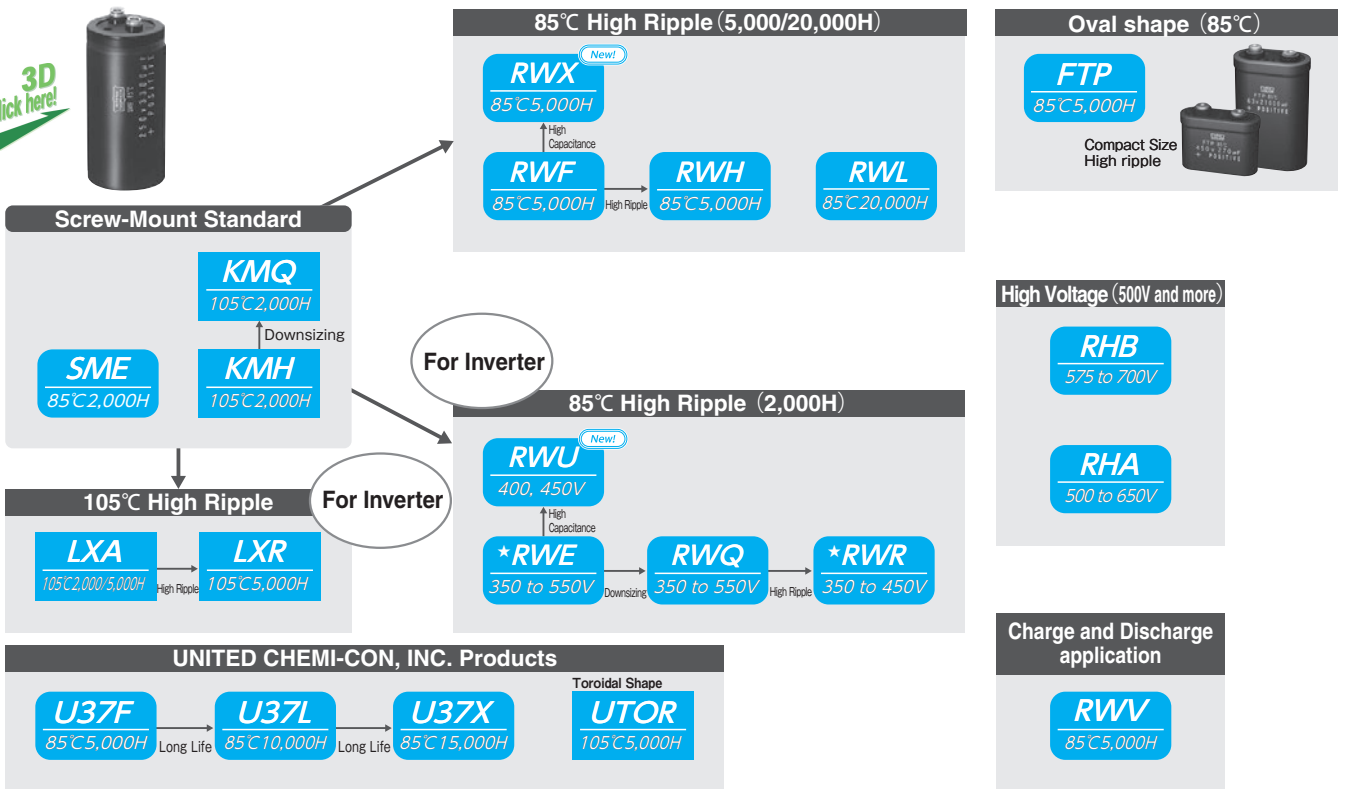 3D
lick here!
85℃ High Ripple (5,000/20,000H)
New!
RWX
85℃5,000H
High
Capacitance
RWF
85℃5,000H
High Ripple
RWH
85℃5,000H
RWL
85℃20,000H
Oval shape (85℃)
FTP
85℃5,000H
Compact Size
High ripple
Screw-Mount Standard
KMQ
105℃2,000H
Downsizing
SME
85℃2,000H
KMH
105℃2,000H
For Inverter
High Voltage (500V and more)
RHB
575 to 700V
RHA
500 to 650V
85℃ High Ripple (2,000H)
New!
RWU
400, 450V
High
Capacitance
★RWE
350 to 550V
Downsizing
RWQ
350 to 550V
High Ripple
★RWR
350 to 450V
105℃ High Ripple
For Inverter
LXA
105℃2,000/5,000H
High Ripple
LXR
105℃5,000H
UNITED CHEMI-CON, INC. Products
U37F
85℃5,000H
Long Life
U37L
85℃10,000H
Long Life
U37X
85℃15,000H
Toroidal Shape
UTOR
105℃5,000H
Charge and Discharge
application
RWV
85℃5,000H